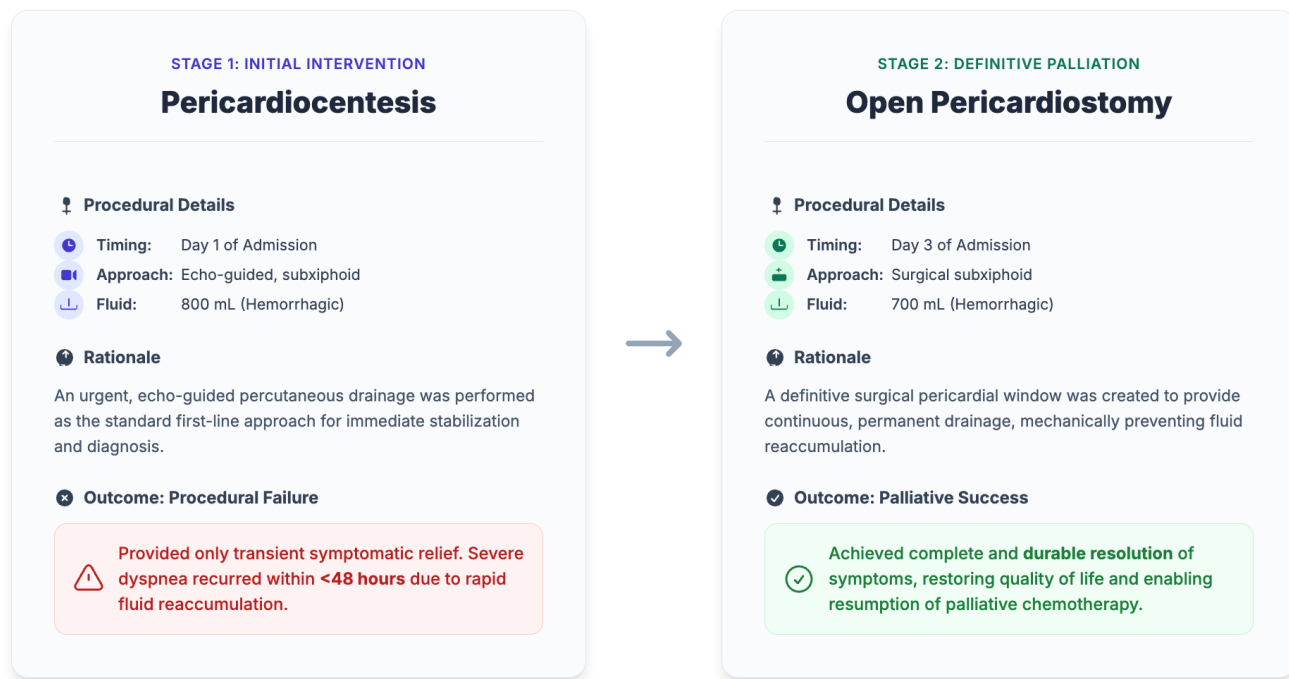 STAGE 1: INITIAL INTERVENTION
Pericardiocentesis
Procedural Details
Timing: Day 1 of Admission
Approach: Echo-guided, subxiphoid
Fluid: 800 mL (Hemorrhagic)
Rationale
An urgent, echo-guided percutaneous drainage was performed
as the standard first-line approach for immediate stabilization
and diagnosis.
Outcome: Procedural Failure
Provided only transient symptomatic relief. Severe
dyspnea recurred within <48 hours due to rapid
fluid reaccumulation.
STAGE 2: DEFINITIVE PALLIATION
Open Pericardiostomy
Procedural Details
Timing: Day 3 of Admission
Approach: Surgical subxiphoid
Fluid: 700 mL (Hemorrhagic)
Rationale
A definitive surgical pericardial window was created to provide
continuous, permanent drainage, mechanically preventing fluid
reaccumulation.
Outcome: Palliative Success
Achieved complete and durable resolution of
symptoms, restoring quality of life and enabling
resumption of palliative chemotherapy.